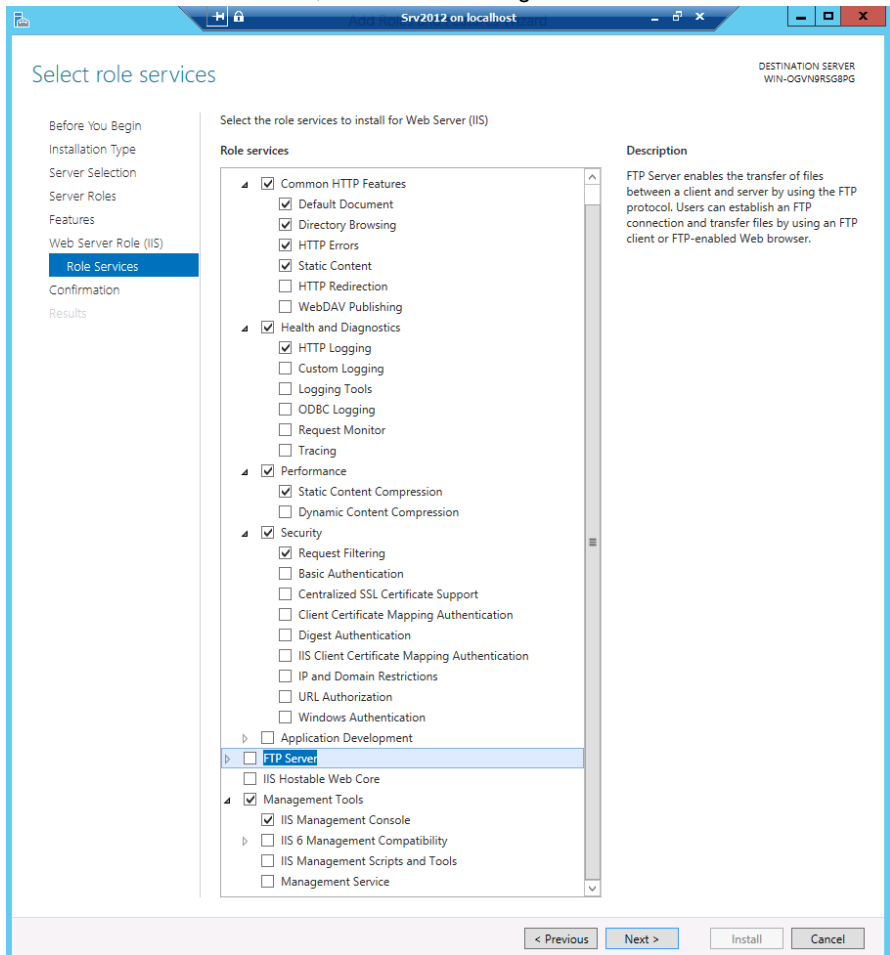 Srv2012 on localhost
Select role services
DESTINATION SERVER
WIN-OGVN9RSG8PG
Before You Begin
Installation Type
Server Selection
Server Roles
Features
Web Server Role (IIS)
Role Services
Confirmation
Results
Select the role services to install for Web Server (IIS)
Role services
Common HTTP Features
Default Document
Directory Browsing
HTTP Errors
Static Content
HTTP Redirection
WebDAV Publishing
Health and Diagnostics
HTTP Logging
Custom Logging
Logging Tools
ODBC Logging
Request Monitor
Tracing
Performance
Static Content Compression
Dynamic Content Compression
Security
Request Filtering
Basic Authentication
Centralized SSL Certificate Support
Client Certificate Mapping Authentication
Digest Authentication
IIS Client Certificate Mapping Authentication
IP and Domain Restrictions
URL Authorization
Windows Authentication
Application Development
FTP Server
IIS Hostable Web Core
Management Tools
IIS Management Console
IIS 6 Management Compatibility
IIS Management Scripts and Tools
Management Service
Description
FTP Server enables the transfer of files
between a client and server by using the FTP
protocol. Users can establish an FTP
connection and transfer files by using an FTP
client or FTP-enabled Web browser.
< Previous
Next >
Install
Cancel